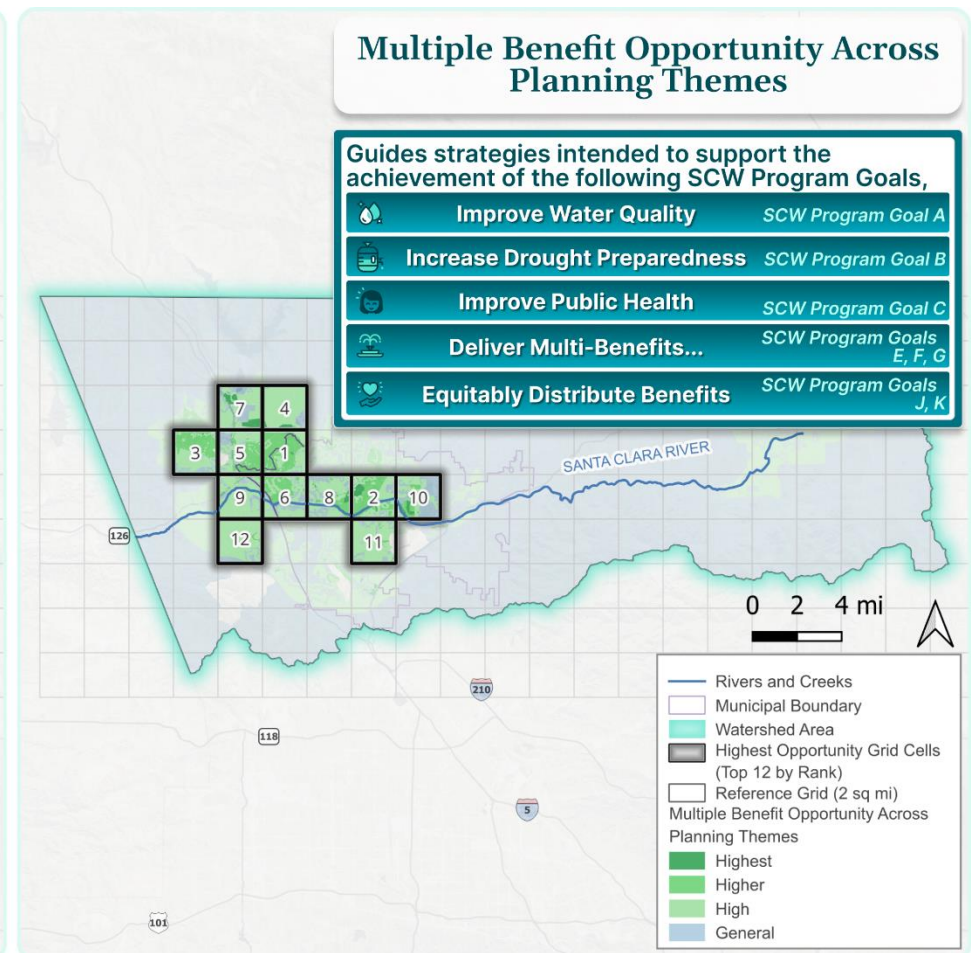 Multiple Benefit Opportunity Across
Planning Themes
Guides strategies intended to support the
achievement of the following SCW Program Goals,
Improve Water Quality SCW Program Goal A
Increase Drought Preparedness SCW Program Goal B
Improve Public Health SCW Program Goal C
Deliver Multi-Benefits... SCW Program Goals
E, F, G
Equitably Distribute Benefits SCW Program Goals
J, K
7 4
3 5 1
SANTA CLARA RIVER
9 6 8 2 10
126
12 11
0 2 4 mi
210
118
5
101
Rivers and Creeks
Municipal Boundary
Watershed Area
Highest Opportunity Grid Cells
(Top 12 by Rank)
Reference Grid (2 sq mi)
Multiple Benefit Opportunity Across
Planning Themes
Highest
Higher
High
General